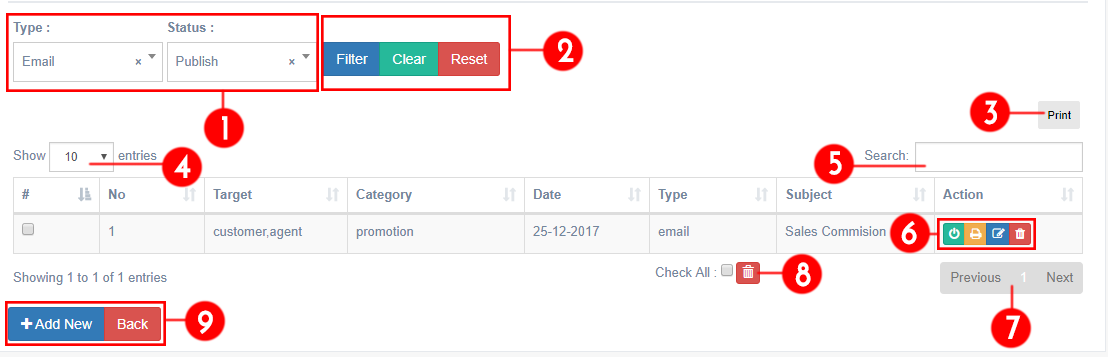 Type : Status :
Email × Publish ×
Filter Clear Reset
2
1
3 Print
Show 10 entries
4
Search:
5
# No Target Category Date Type Subject Action
1 customer,agent promotion 25-12-2017 email Sales Commision
6
Showing 1 to 1 of 1 entries
Check All :
8
Previous 1 Next
7
+Add New Back
9